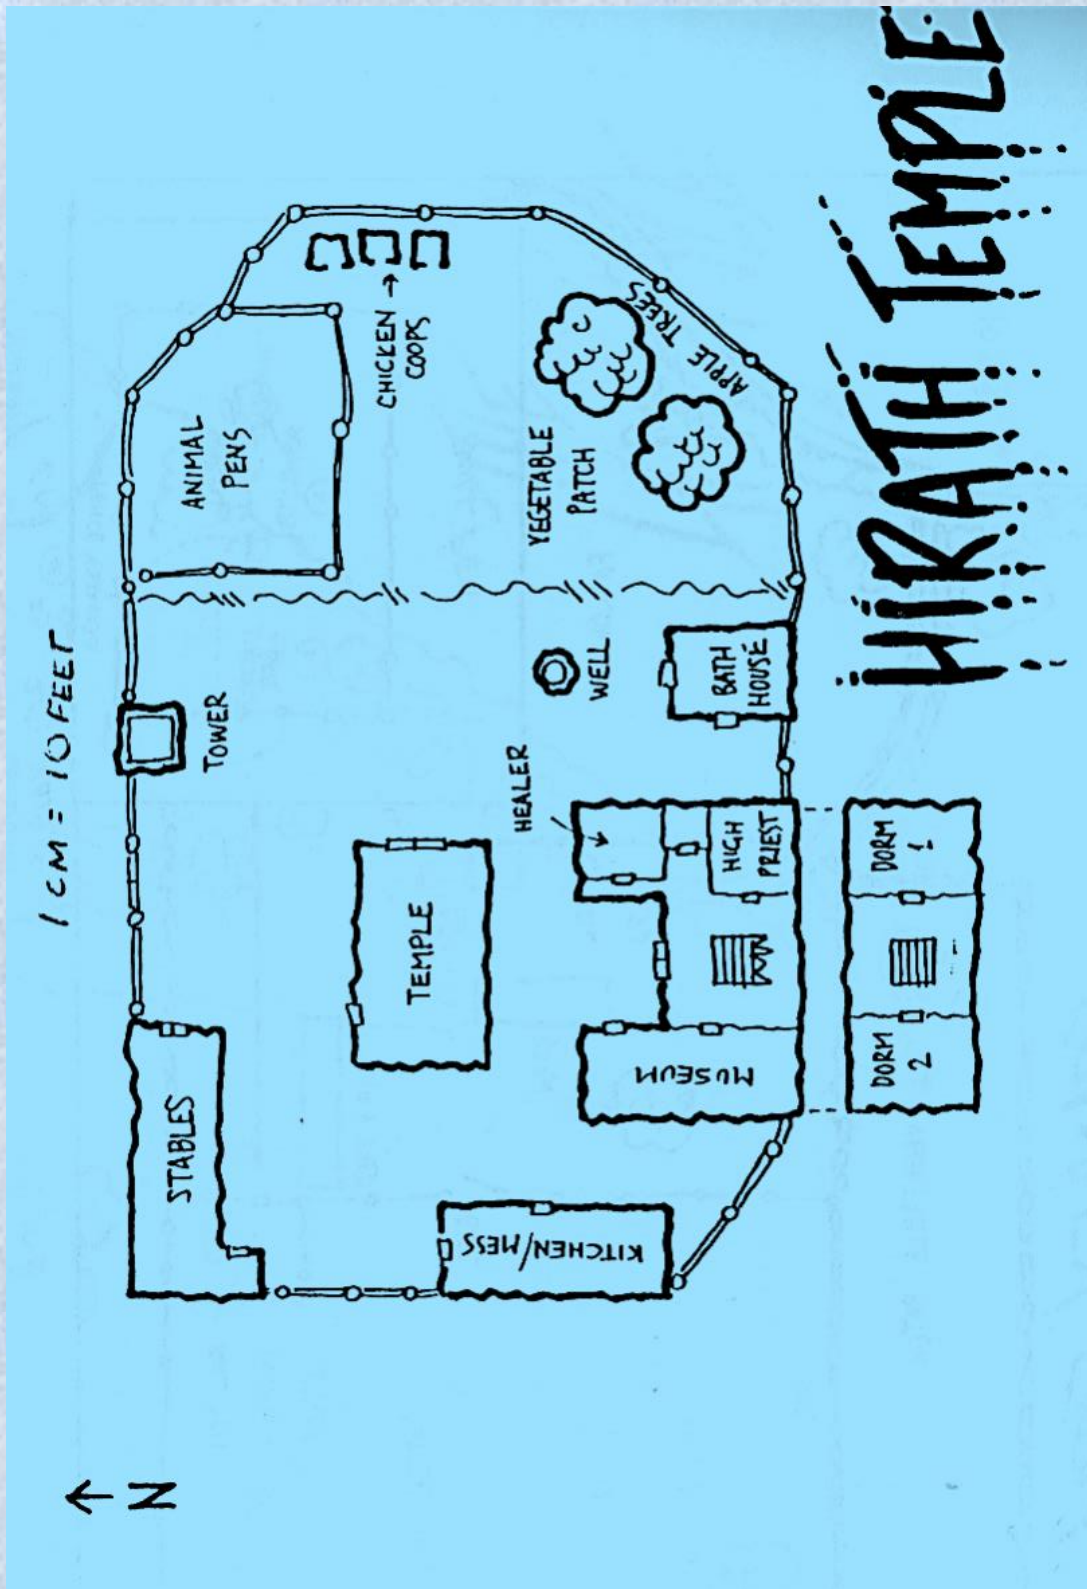 HIRATH TEMPLE
1 CM = 10 FEET
N
STABLES
TOWER
ANIMAL
PENS
CHICKEN →
COOPS
TEMPLE
KITCHEN/MESS
MUSEUM
HEALER
HIGH
PRIEST
WELL
BATH
HOUSE
VEGETABLE
PATCH
APPLE TREES
DORM
2
DORM
1